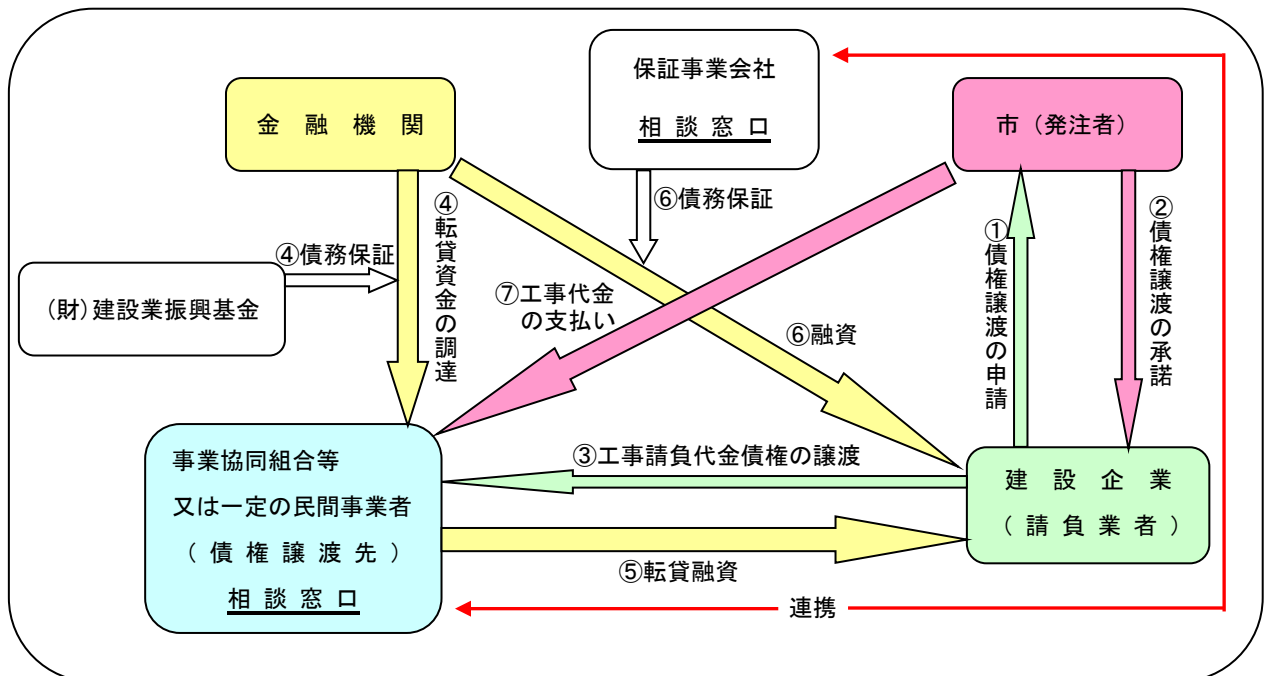 保証事業会社
相談窓口
金融機関
市（発注者）
⑥債務保証
④転貸資金の調達
④債務保証
（財）建設業振興基金
⑦工事代金
の支払い
⑥融資
①債権譲渡の申請
②債権譲渡の承諾
事業協同組合等
又は一定の民間事業者
（債権譲渡先）
相談窓口
③工事請負代金債権の譲渡
建設企業
（請負業者）
⑤転貸融資
連携